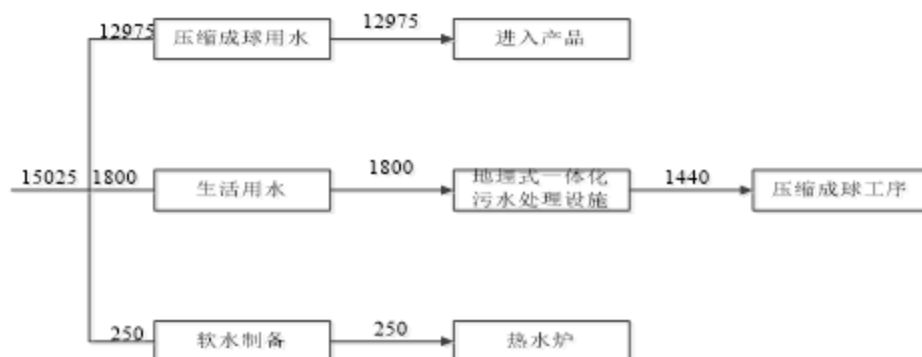 12975 压缩成球用水 12975 进入产品
15025 1800 生活用水 1800 地埋式一体化
污水处理设施 1440 压缩成球工序
250 软水制备 250 热水炉